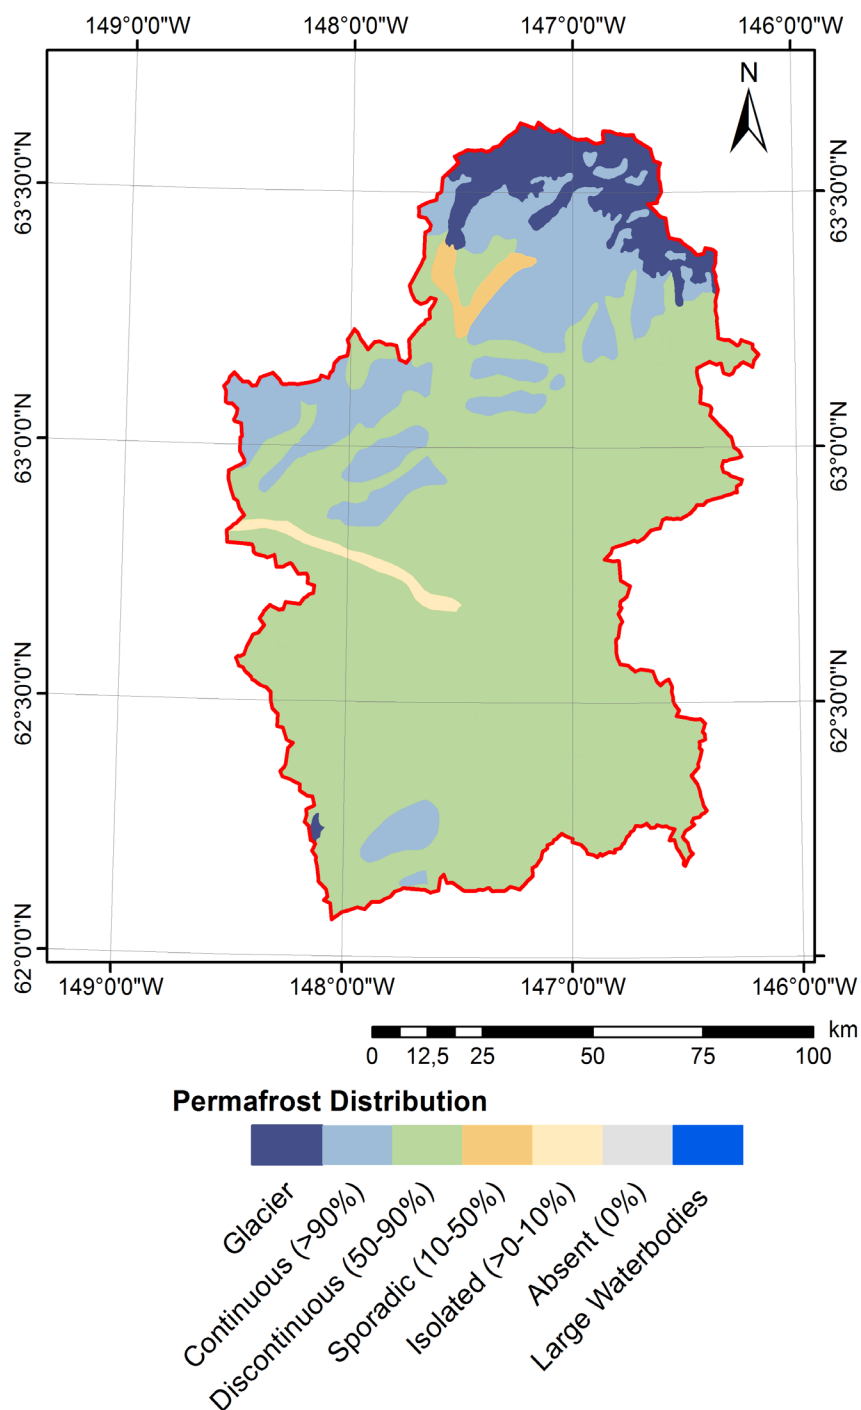 149°0'0"W 148°0'0"W 147°0'0"W 146°0'0"W
N
63°30'0"N 63°30'0"N
63°0'0"N 63°0'0"N
62°30'0"N 62°30'0"N
62°0'0"N
149°0'0"W 148°0'0"W 147°0'0"W 146°0'0"W
km
0 12,5 25 50 75 100
Permafrost Distribution
Glacier
Continuous (>90%)
Discontinuous (50-90%)
Sporadic (10-50%)
Isolated (>0-10%)
Absent (0%)
Large Waterbodies